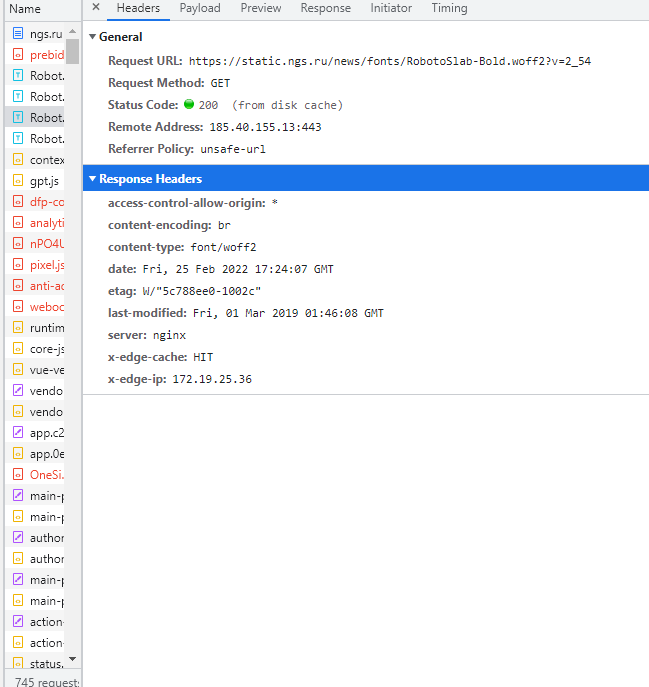 Name
ngs.ru
prebid
Robot.
Robot.
Robot.
Robot.
contex
gpt.js
dfp-co
analyti
nPO4U
pixel.js
anti-ad
weboc
runtim
core-js
vue-ve
vendo
vendo
app.c2
app.0e
OneSi.
main-p
main-p
author
author
main-p
main-p
action-
action-
status.
745 requests
× Headers Payload Preview Response Initiator Timing
General
Request URL: https://static.ngs.ru/news/fonts/RobotoSlab-Bold.woff2?v=2_54
Request Method: GET
Status Code: 200 (from disk cache)
Remote Address: 185.40.155.13:443
Referrer Policy: unsafe-url
Response Headers
access-control-allow-origin: *
content-encoding: br
content-type: font/woff2
date: Fri, 25 Feb 2022 17:24:07 GMT
etag: W/"5c788ee0-1002c"
last-modified: Fri, 01 Mar 2019 01:46:08 GMT
server: nginx
x-edge-cache: HIT
x-edge-ip: 172.19.25.36